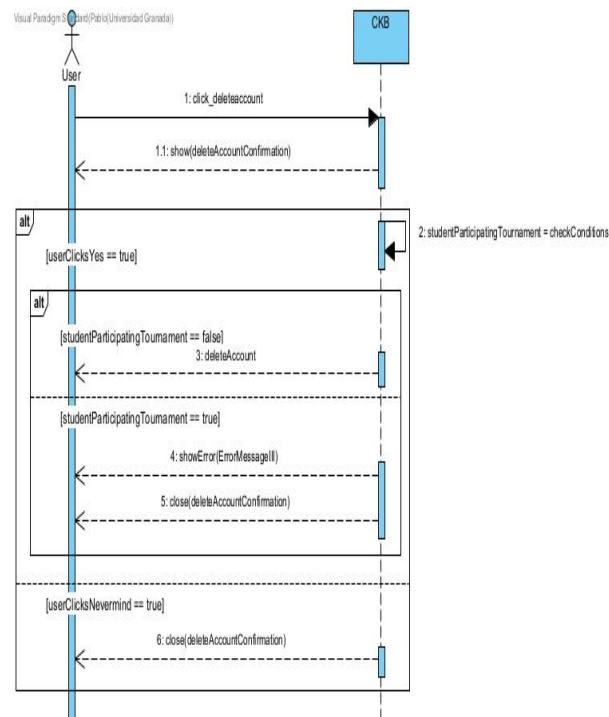 Visual Paradigm Standard(Pablo(Universidad Granada))
CKB
User
1: click_deleteaccount
1.1: show(deleteAccountConfirmation)
alt
2: studentParticipatingTournament = checkConditions
[userClicksYes == true]
alt
[studentParticipatingTournament == false]
3: deleteAccount
[studentParticipatingTournament == true]
4: showError(ErrorMessageIII)
5: close(deleteAccountConfirmation)
[userClicksNevermind == true]
6: close(deleteAccountConfirmation)